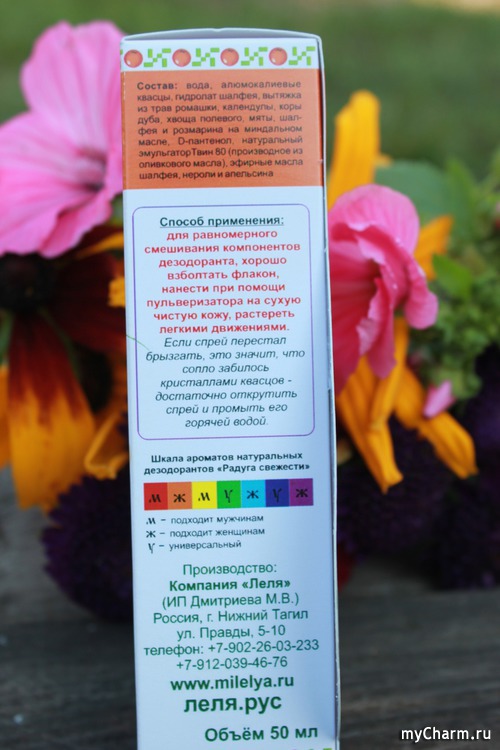 Состав: вода, алюмокалиевые
квасцы, гидролат шалфея, вытяжка
из трав ромашки, календулы, коры
дуба, хвоща полевого, мяты, шал-
фея и розмарина на миндальном
масле, D-пантенол, натуральный
эмульгаторТвин 80 (производное из
оливкового масла), эфирные масла
шалфея, нероли и апельсина
Способ применения:
для равномерного
смешивания компонентов
дезодоранта, хорошо
взболтать флакон,
нанести при помощи
пульверизатора на сухую
чистую кожу, растереть
легкими движениями.
Если спрей перестал
брызгать, это значит, что
сопло забилось
кристаллами квасцов -
достаточно открутить
спрей и промыть его
горячей водой.
Шкала ароматов натуральных
дезодорантов «Радуга свежести»
м ж м у ж у ж
м – подходит мужчинам
ж – подходит женщинам
у – универсальный
Производство:
Компания «Леля»
(ИП Дмитриева М.В.)
Россия, г. Нижний Тагил
ул. Правды, 5-10
телефон: +7-902-26-03-233
+7-912-039-46-76
www.milelya.ru
леля.рус
Объём 50 мл
myCharm.ru